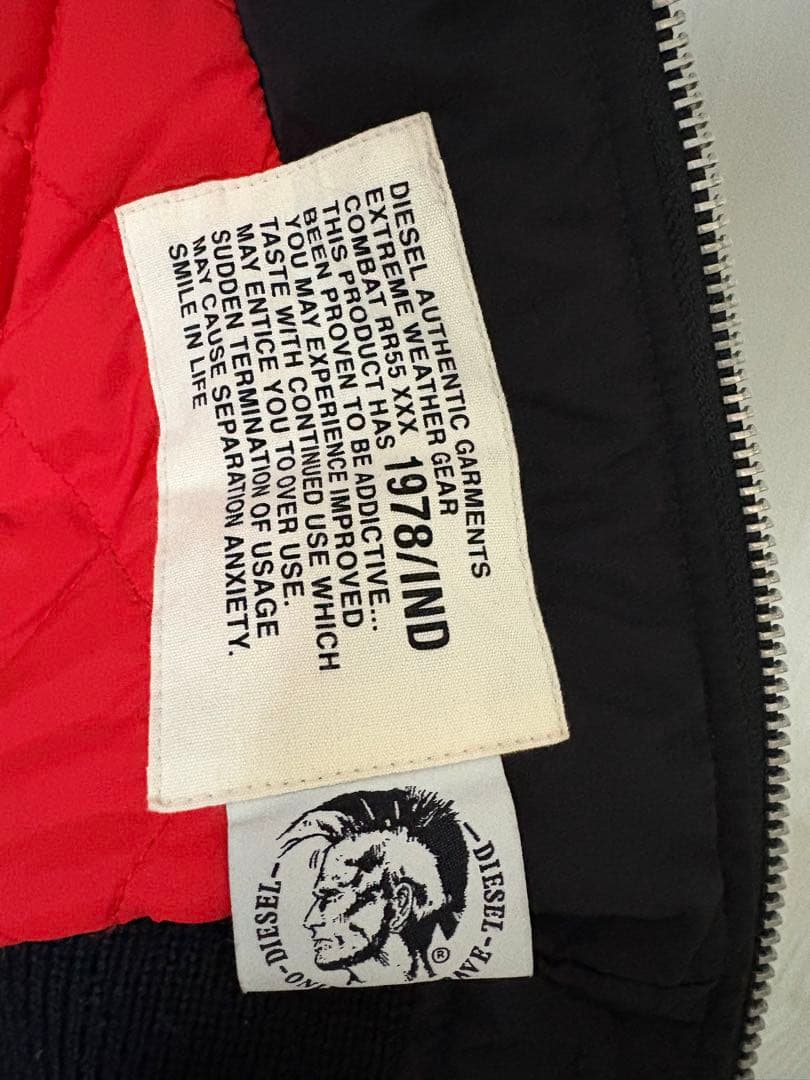 DIESEL AUTHENTIC GARMENTS
EXTREME WEATHER GEAR
COMBAT RR55 XXX 1978/IND
THIS PRODUCT HAS
BEEN PROVEN TO BE ADDICTIVE...
YOU MAY EXPERIENCE IMPROVED
TASTE WITH CONTINUED USE WHICH
MAY ENTICE YOU TO OVER USE.
SUDDEN TERMINATION OF USAGE
MAY CAUSE SEPARATION ANXIETY.
SMILE IN LIFE
DIESEL
DIESEL
®